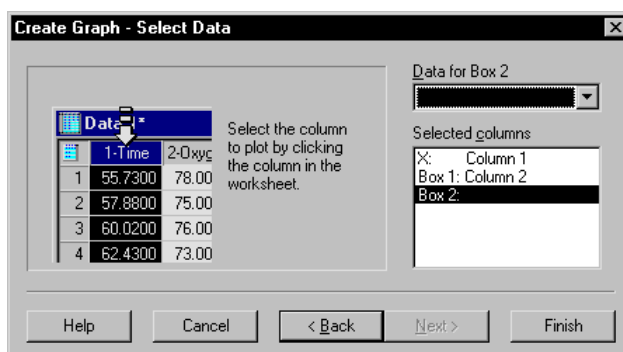 Create Graph - Select Data
Data 1*
1-Time 2-Oxyg
1 55.7300 78.00
2 57.8800 75.00
3 60.0200 76.00
4 62.4300 73.00
Select the column
to plot by clicking
the column in the
worksheet.
Data for Box 2
Selected columns
X: Column 1
Box 1: Column 2
Box 2:
Help Cancel < Back Next > Finish